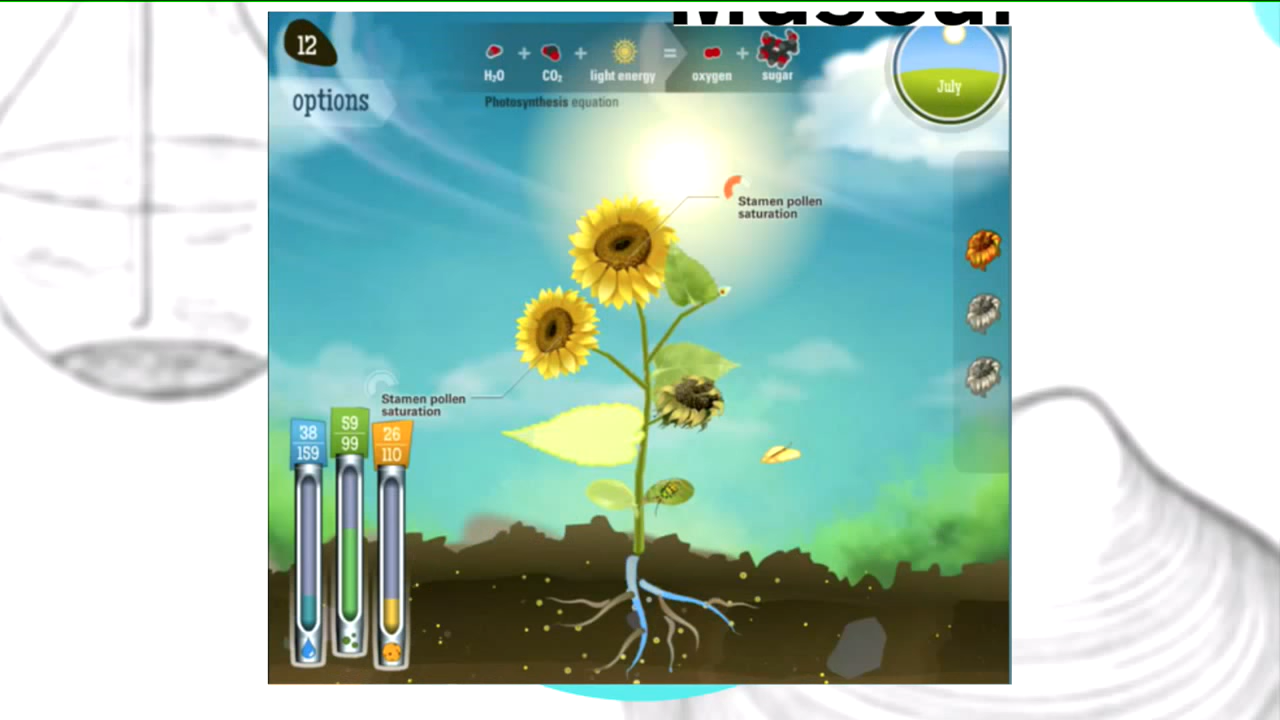 12
options
H₂O + CO₂ + light energy = oxygen + sugar
Photosynthesis equation
July
Stamen pollen
saturation
Stamen pollen
saturation
38
159
59
99
26
110